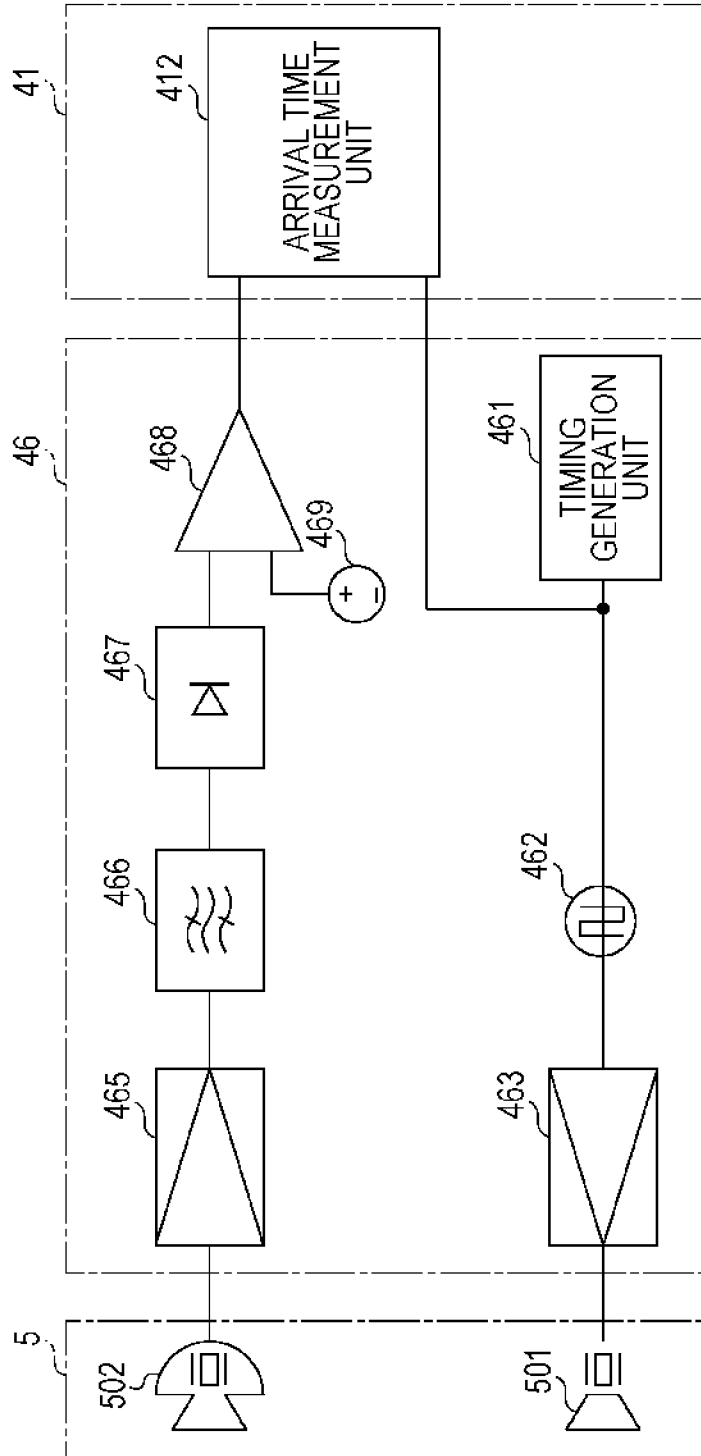 5
46
41
502
465
466
467
468
469
412
ARRIVAL TIME
MEASUREMENT
UNIT
501
463
462
461
TIMING
GENERATION
UNIT
+
−